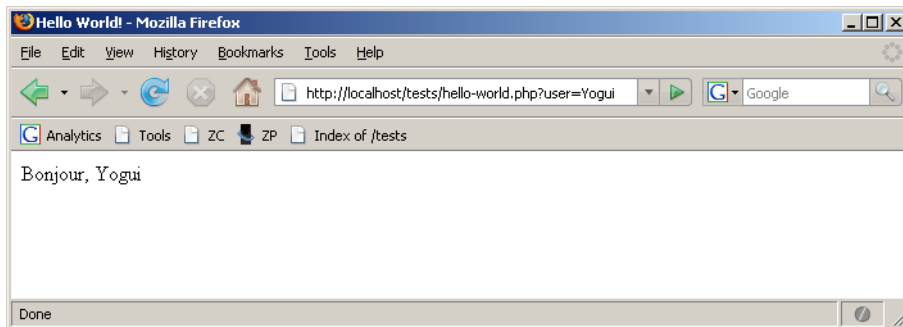 Hello World! - Mozilla Firefox
File Edit View History Bookmarks Tools Help
http://localhost/tests/hello-world.php?user=Yogui G Google
G Analytics Tools ZC ZP Index of /tests
Bonjour, Yogui
Done